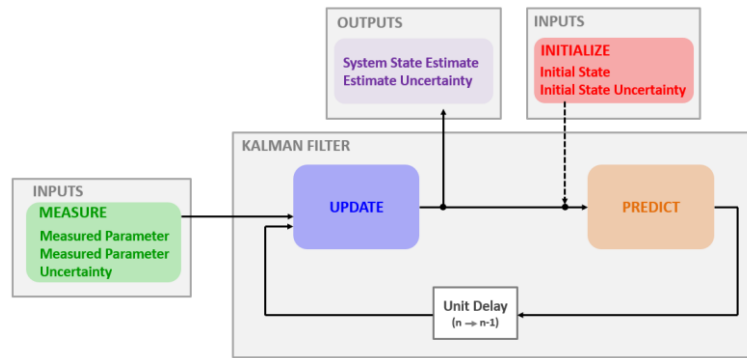 OUTPUTS
System State Estimate
Estimate Uncertainty
INPUTS
INITIALIZE
Initial State
Initial State Uncertainty
KALMAN FILTER
INPUTS
MEASURE
Measured Parameter
Measured Parameter
Uncertainty
UPDATE
PREDICT
Unit Delay
(n → n-1)